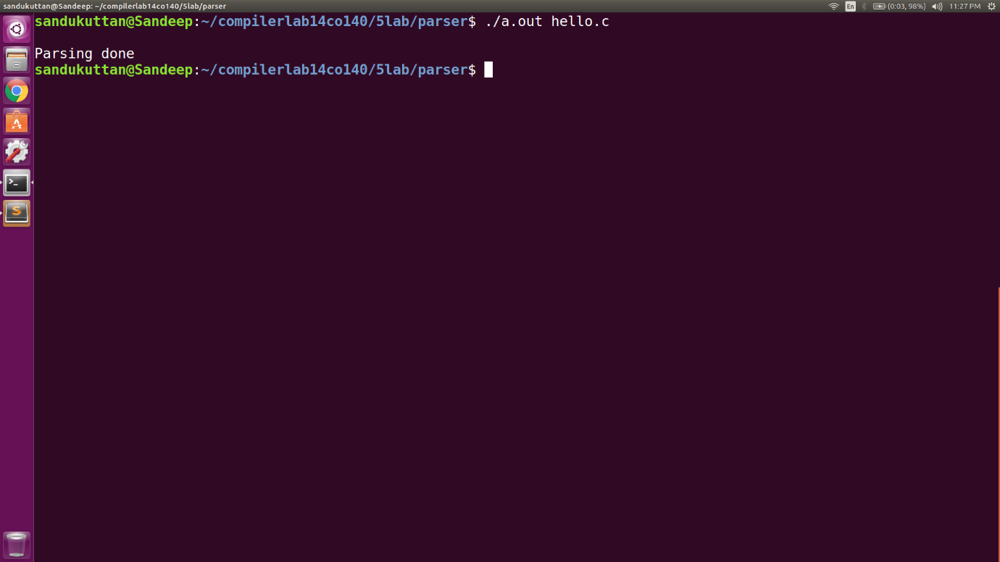 sandukuttan@Sandeep: ~/compilerlab14co140/5lab/parser
En (0:03, 98%) 11:27 PM
sandukuttan@Sandeep:~/compilerlab14co140/5lab/parser$ ./a.out hello.c
Parsing done
sandukuttan@Sandeep:~/compilerlab14co140/5lab/parser$